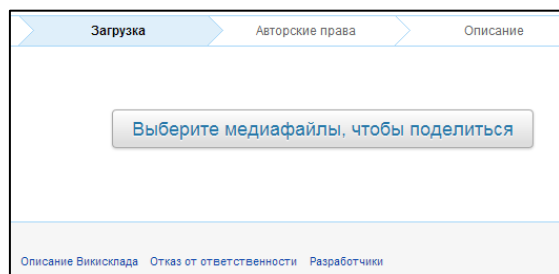 Загрузка Авторские права Описание
Выберите медиафайлы, чтобы поделиться
Описание Викисклада Отказ от ответственности Разработчики